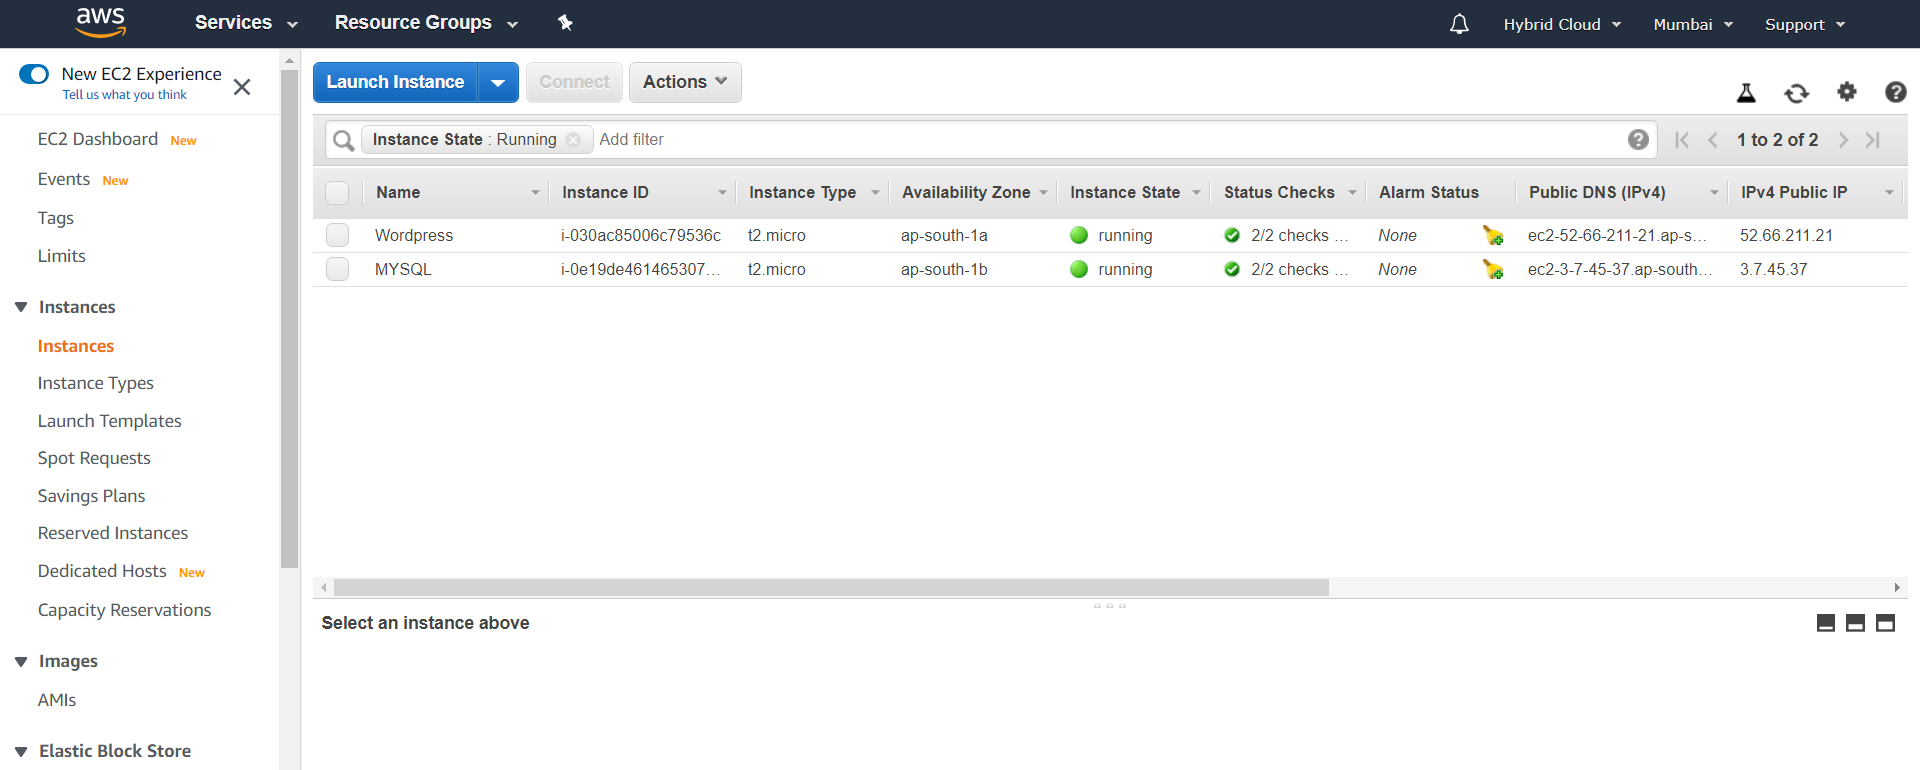 aws Services Resource Groups Hybrid Cloud Mumbai Support
New EC2 Experience
Tell us what you think
EC2 Dashboard New
Events New
Tags
Limits
Instances
Instances
Instance Types
Launch Templates
Spot Requests
Savings Plans
Reserved Instances
Dedicated Hosts New
Capacity Reservations
Images
AMIs
Elastic Block Store
Launch Instance Connect Actions
Instance State : Running Add filter 1 to 2 of 2
Name Instance ID Instance Type Availability Zone Instance State Status Checks Alarm Status Public DNS (IPv4) IPv4 Public IP
Wordpress i-030ac85006c79536c t2.micro ap-south-1a running 2/2 checks ... None ec2-52-66-211-21.ap-s... 52.66.211.21
MYSQL i-0e19de461465307... t2.micro ap-south-1b running 2/2 checks ... None ec2-3-7-45-37.ap-south... 3.7.45.37
Select an instance above